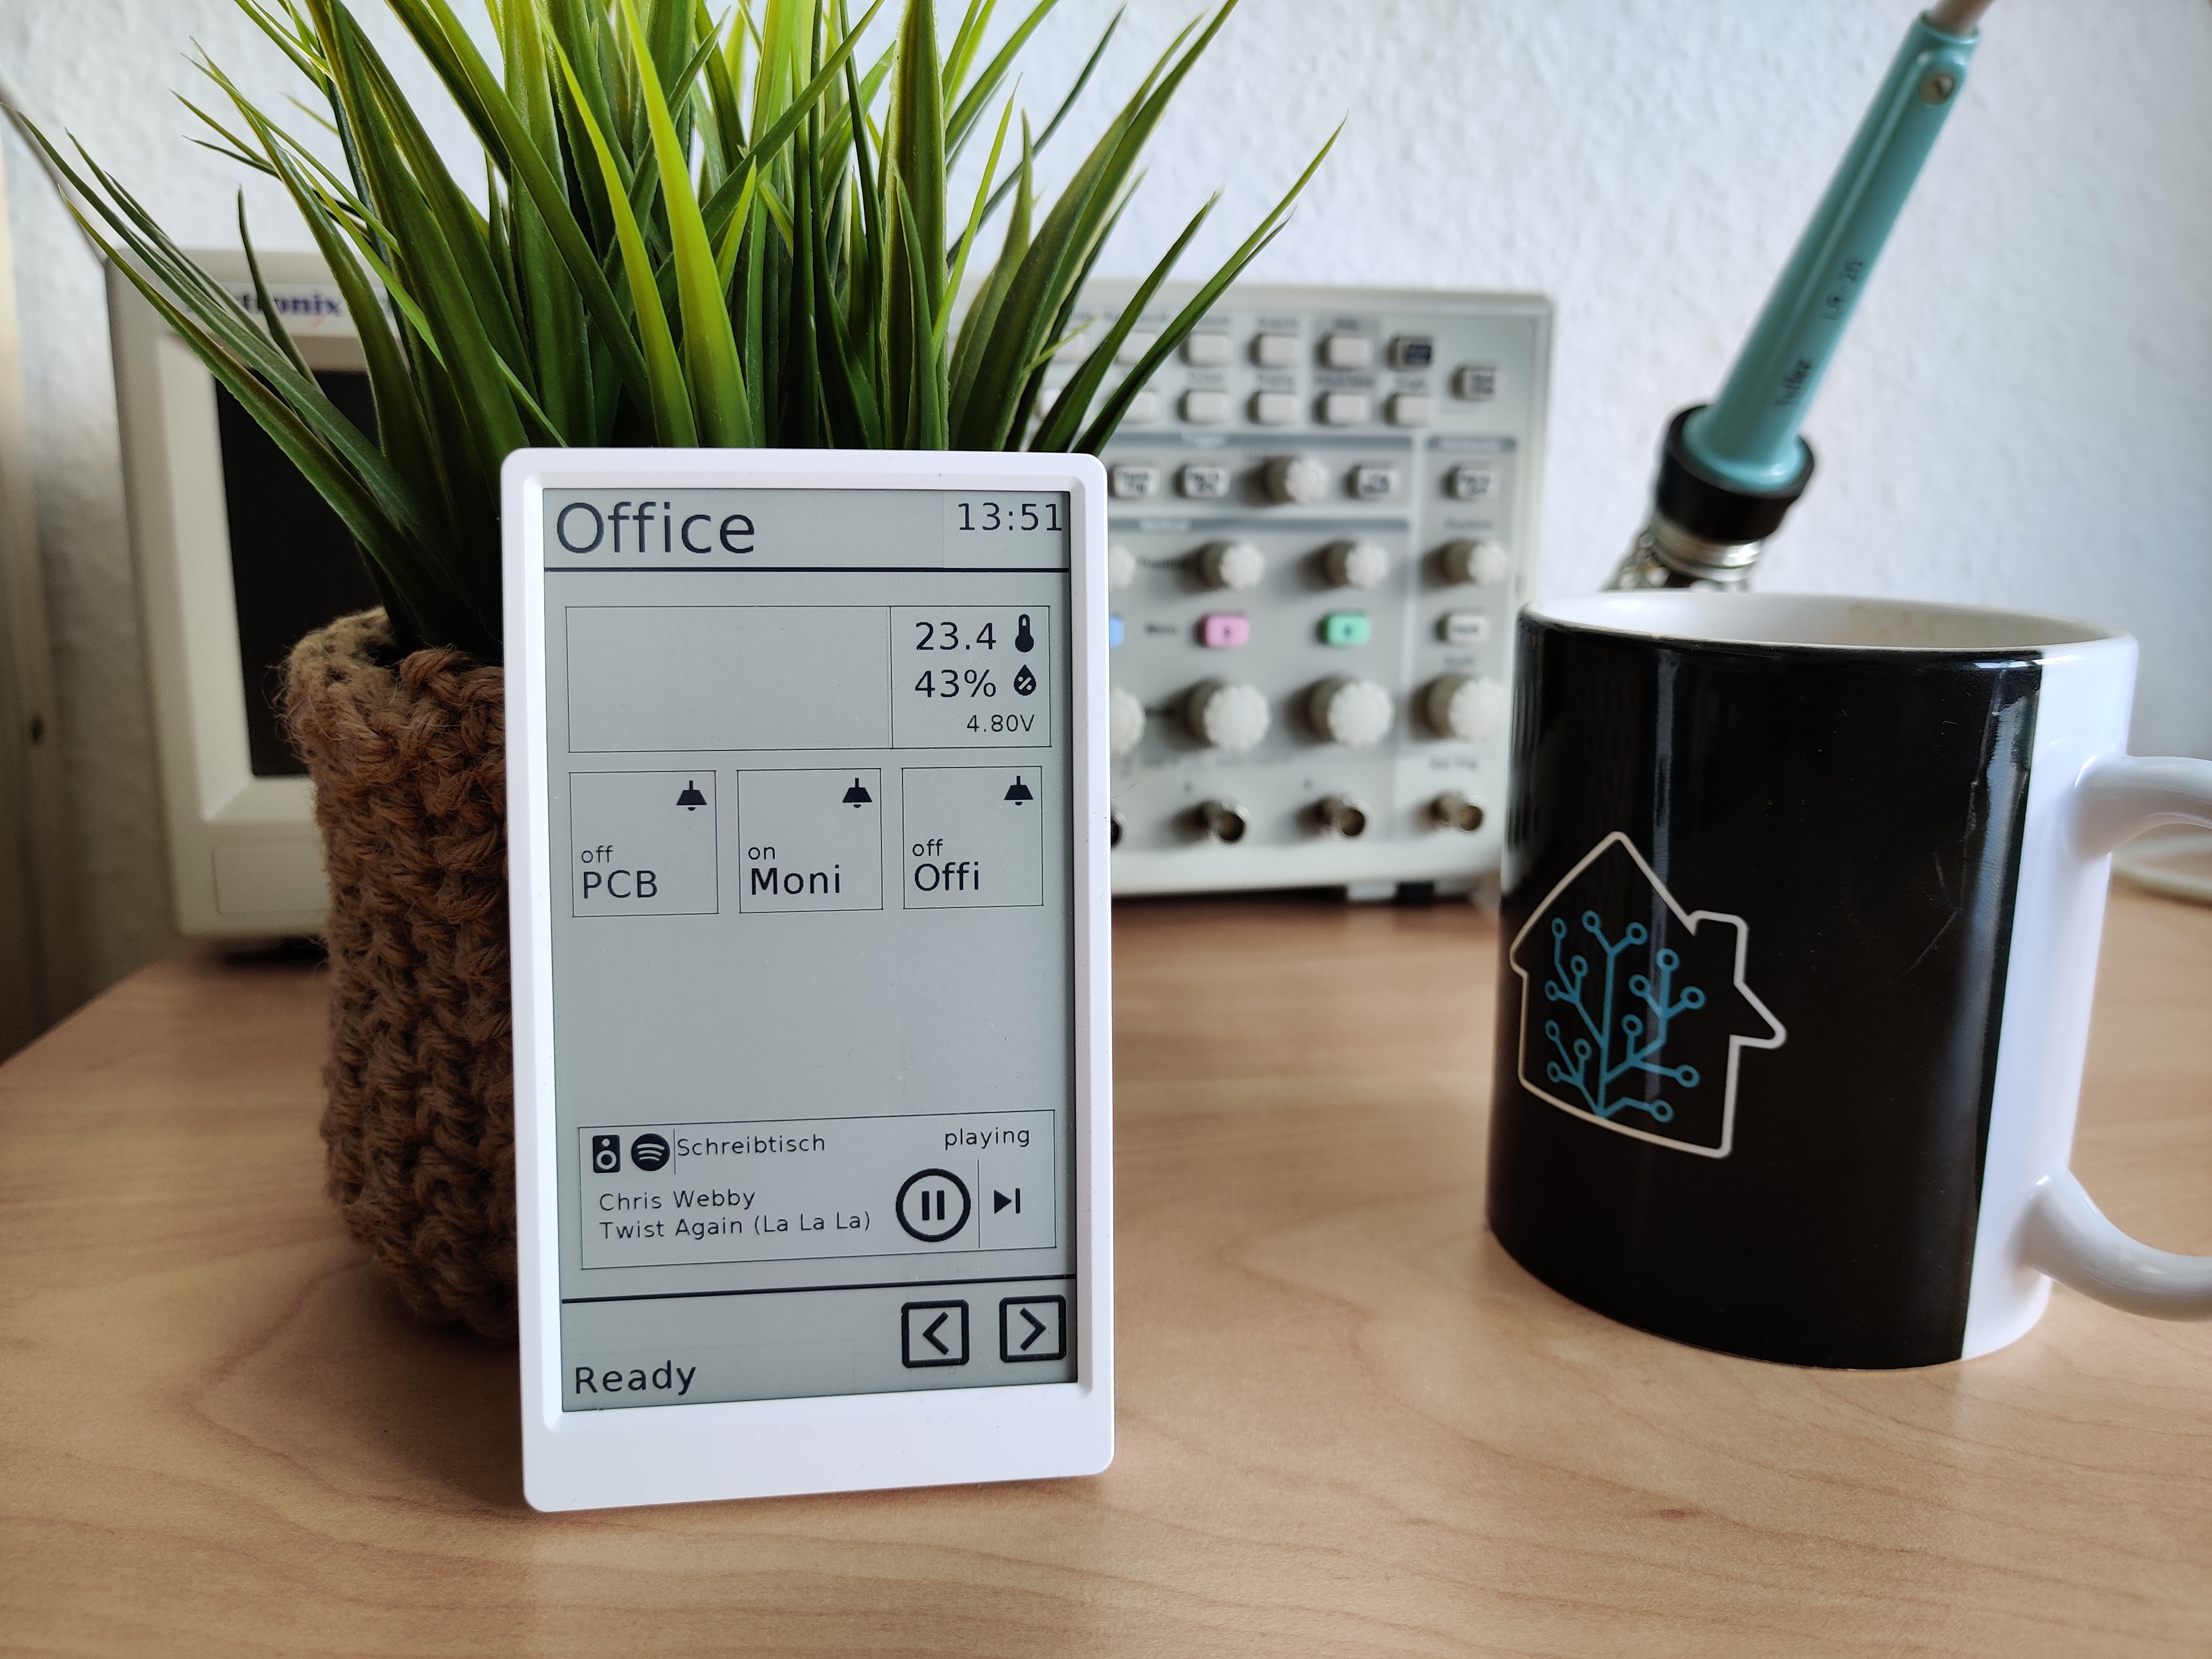 Office
13:51
23.4
43%
4.80V
off
PCB
on
Moni
off
Offi
Schreibtisch
playing
Chris Webby
Twist Again (La La La)
Ready